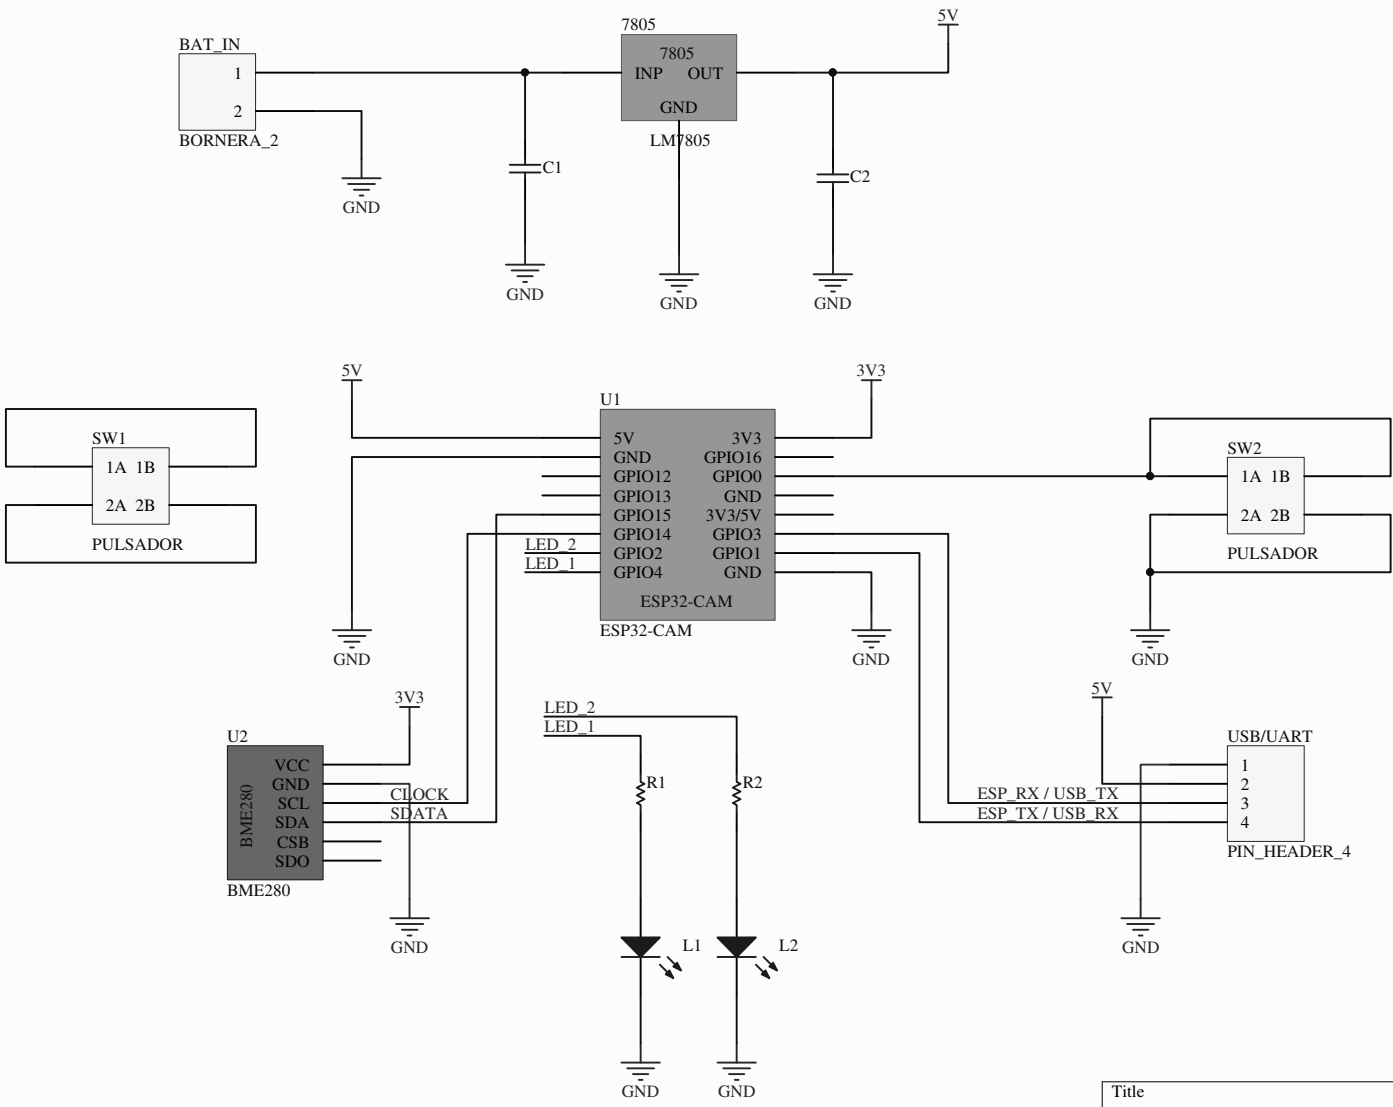 7805
5V
BAT_IN
7805
1
INP OUT
2
GND
BORNERA_2
LM7805
C1
C2
GND
GND
GND
GND
5V
3V3
U1
SW1
SW2
5V
3V3
GND
GPIO16
1A 1B
1A 1B
GPIO12
GPIO0
GPIO13
GND
2A 2B
2A 2B
GPIO15
3V3/5V
GPIO14
GPIO3
PULSADOR
PULSADOR
LED_2
GPIO2
GPIO1
LED_1
GPIO4
GND
ESP32-CAM
ESP32-CAM
GND
GND
GND
3V3
5V
LED_2
LED_1
U2
USB/UART
VCC
1
GND
2
R1
R2
SCL
CLOCK
ESP_RX / USB_TX
3
SDA
SDATA
ESP_TX / USB_RX
4
BME280
CSB
SDO
PIN_HEADER_4
BME280
GND
L1
L2
GND
GND
GND
Title